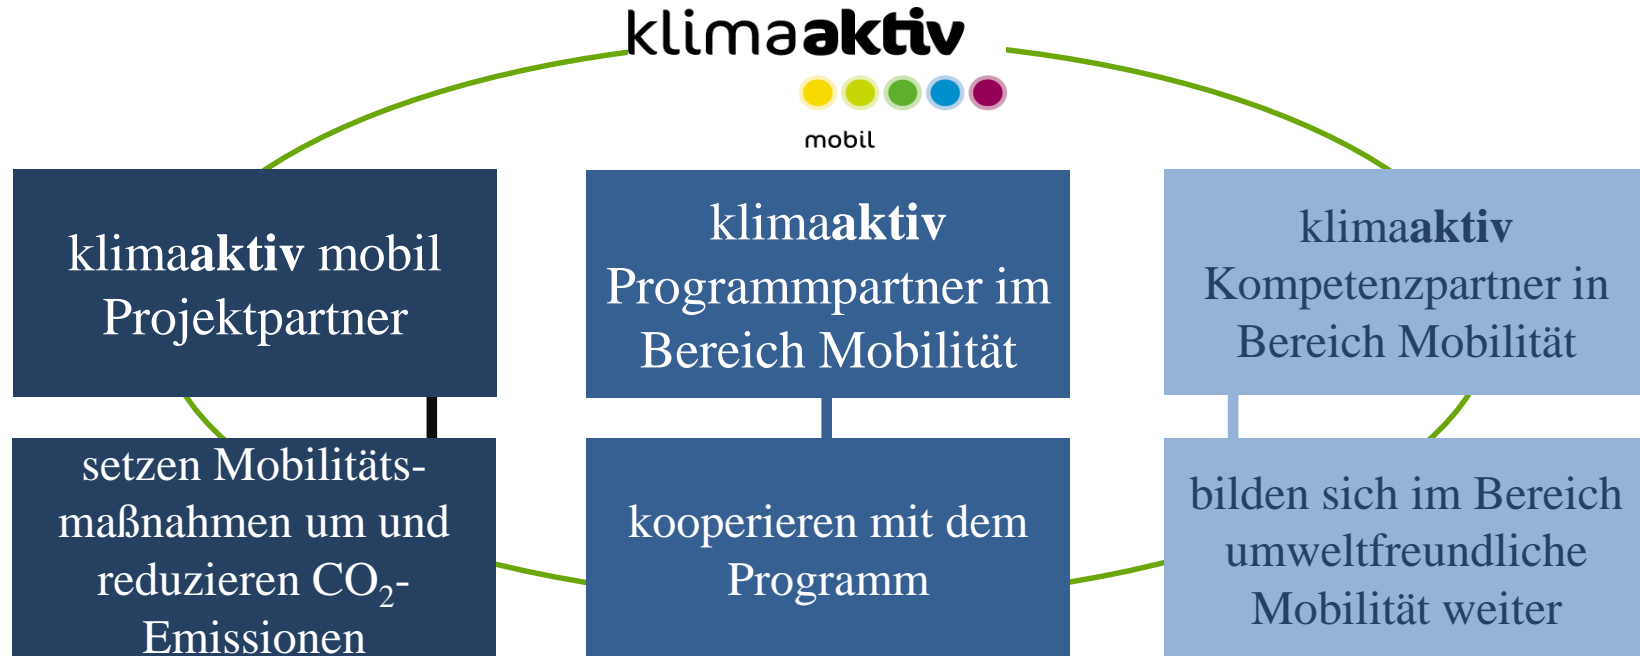 klimaaktiv
mobil
klimaaktiv mobil
Projektpartner
klimaaktiv
Programmpartner im
Bereich Mobilität
klimaaktiv
Kompetenzpartner in
Bereich Mobilität
setzen Mobilitäts-
maßnahmen um und
reduzieren CO₂-
Emissionen
kooperieren mit dem
Programm
bilden sich im Bereich
umweltfreundliche
Mobilität weiter